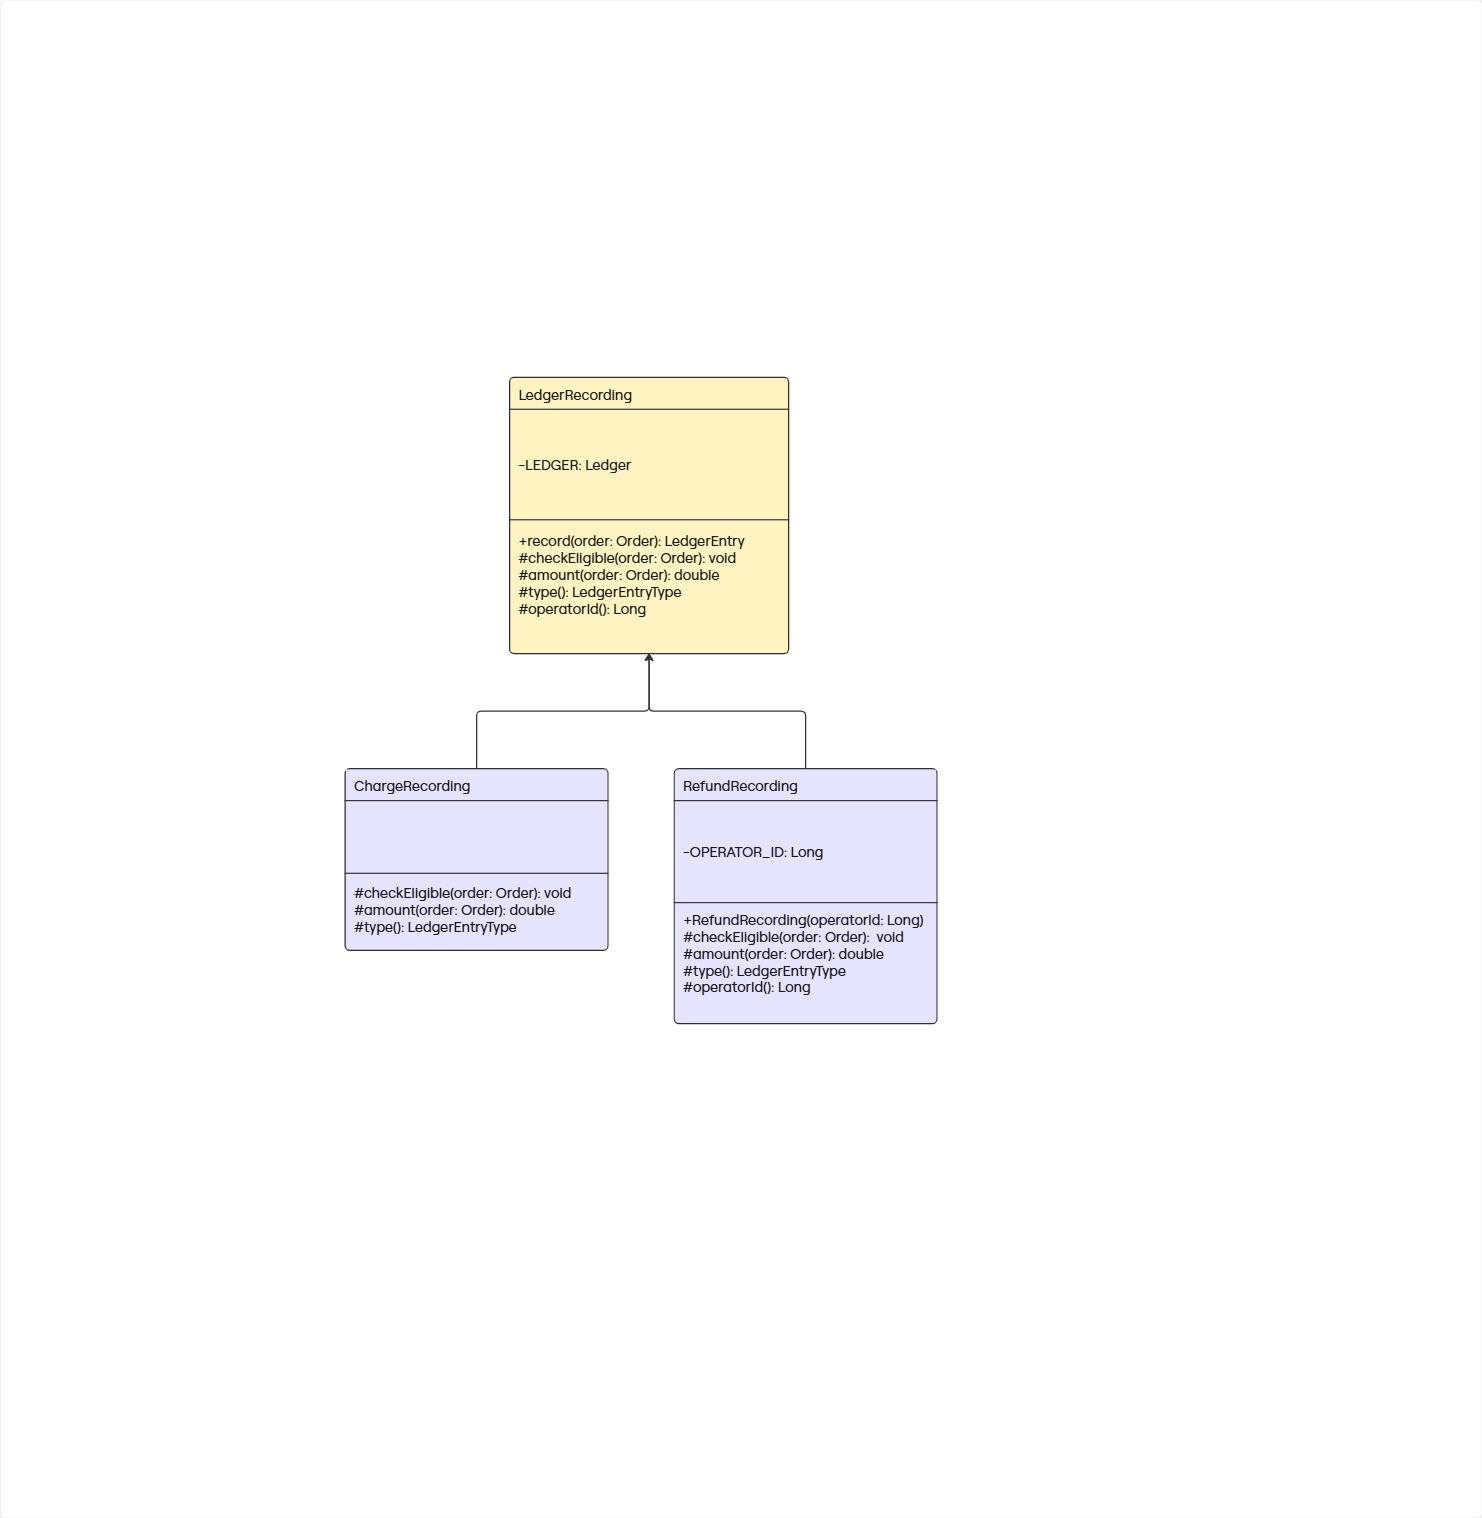 LedgerRecording
-LEDGER: Ledger
+record(order: Order): LedgerEntry
#checkEligible(order: Order): void
#amount(order: Order): double
#type(): LedgerEntryType
#operatorId(): Long
ChargeRecording
#checkEligible(order: Order): void
#amount(order: Order): double
#type(): LedgerEntryType
RefundRecording
-OPERATOR_ID: Long
+RefundRecording(operatorId: Long)
#checkEligible(order: Order):  void
#amount(order: Order): double
#type(): LedgerEntryType
#operatorId(): Long